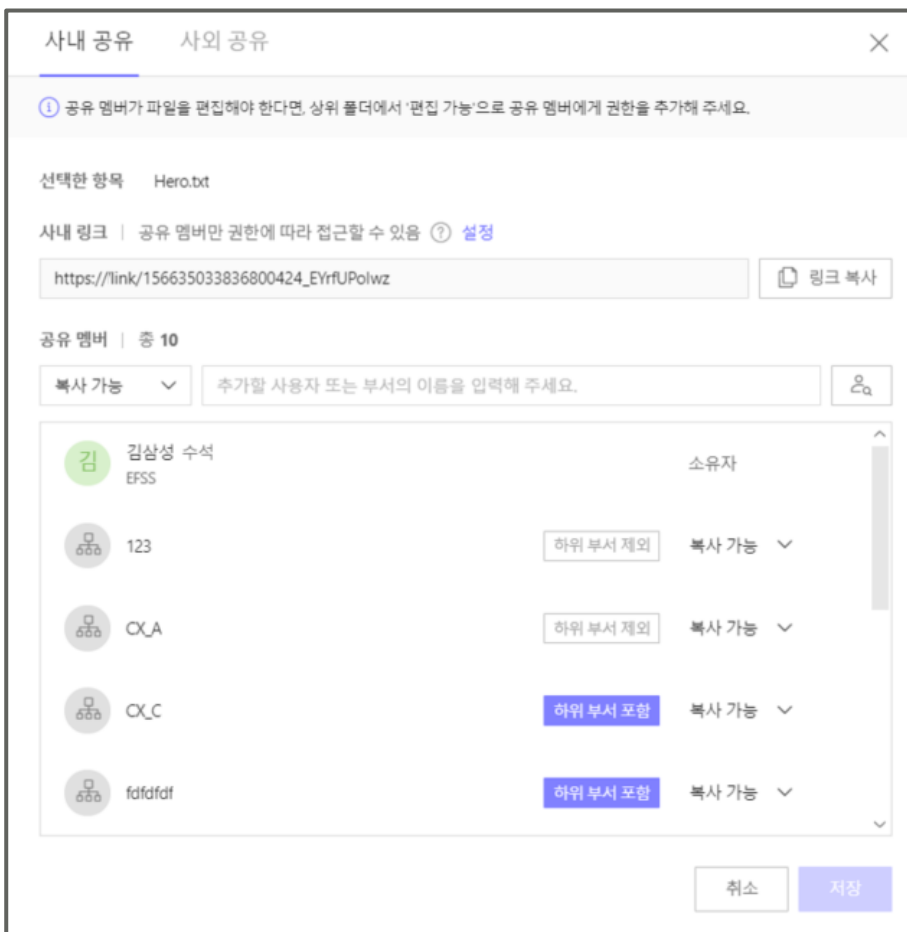 사내 공유 사외 공유
공유 멤버가 파일을 편집해야 한다면, 상위 폴더에서 '편집 가능'으로 공유 멤버에게 권한을 추가해 주세요.
선택한 항목 Hero.txt
사내 링크 | 공유 멤버만 권한에 따라 접근할 수 있음 ? 설정
https://'link/156635033836800424_EYrfUPolwz 링크 복사
공유 멤버 | 총 10
복사 가능 추가할 사용자 또는 부서의 이름을 입력해 주세요.
김 김삼성 수석 소유자
EFSS
123 하위 부서 제외 복사 가능
CX_A 하위 부서 제외 복사 가능
CX_C 하위 부서 포함 복사 가능
fdfdfdf 하위 부서 포함 복사 가능
취소 저장